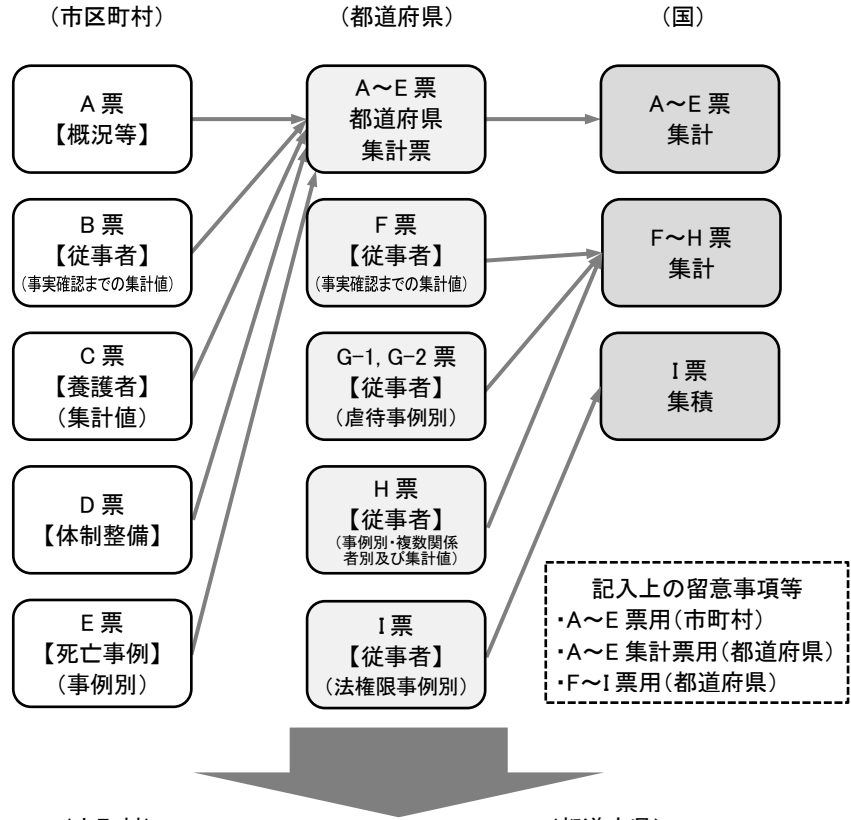 (市区町村)
(都道府県)
(国)
A 票
【概況等】
A～E 票
都道府県
集計票
A～E 票
集計
B 票
【従事者】
(事実確認までの集計値)
F 票
【従事者】
(事実確認までの集計値)
F～H 票
集計
C 票
【養護者】
(集計値)
G-1, G-2 票
【従事者】
(虐待事例別)
I 票
集積
D 票
【体制整備】
H 票
【従事者】
(事例別・複数関係
者別及び集計値)
E 票
【死亡事例】
(事例別)
I 票
【従事者】
(法権限事例別)
記入上の留意事項等
・A～E 票用(市町村)
・A～E 集計票用(都道府県)
・F～I 票用(都道府県)